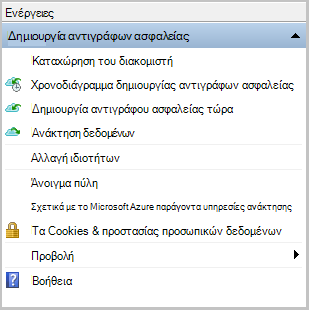 Ενέργειες
Δημιουργία αντιγράφων ασφαλείας
Καταχώρηση του διακομιστή
Χρονοδιάγραμμα δημιουργίας αντιγράφων ασφαλείας
Δημιουργία αντιγράφου ασφαλείας τώρα
Ανάκτηση δεδομένων
Αλλαγή ιδιοτήτων
Άνοιγμα πύλη
Σχετικά με το Microsoft Azure παράγοντα υπηρεσίες ανάκτησης
Τα Cookies & προστασίας προσωπικών δεδομένων
Προβολή
Βοήθεια